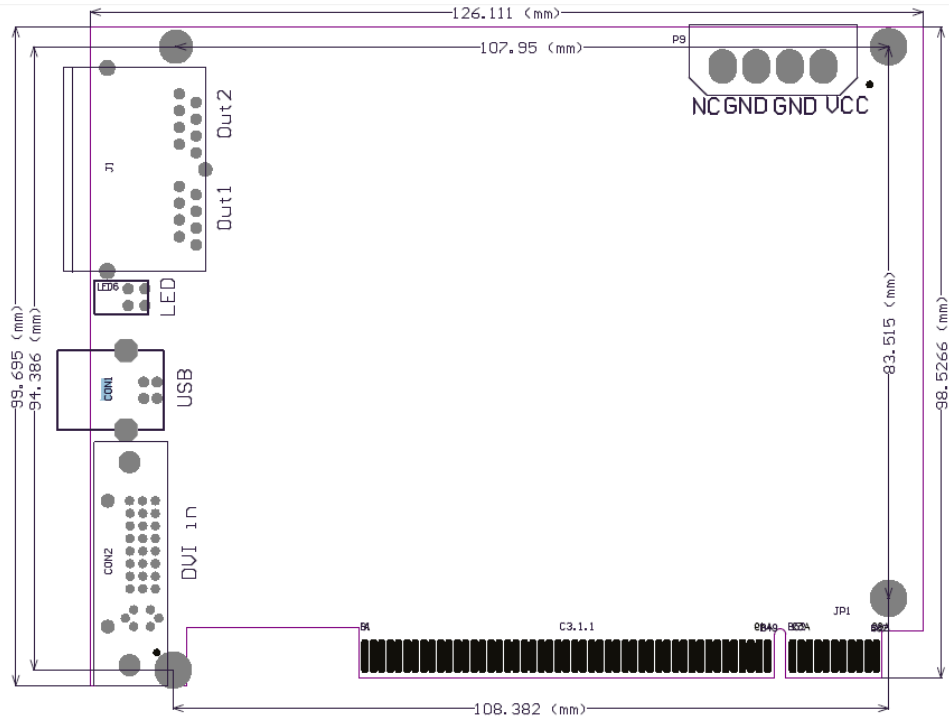 126.111 (mm)
107.95 (mm)
P9
NC GND GND VCC
Out2
J1
Out1
LED6
LED
99.695 (mm)
94.386 (mm)
83.515 (mm)
98.5266 (mm)
CON1
USB
CON2
DVI in
JP1
C3.1.1
108.382 (mm)